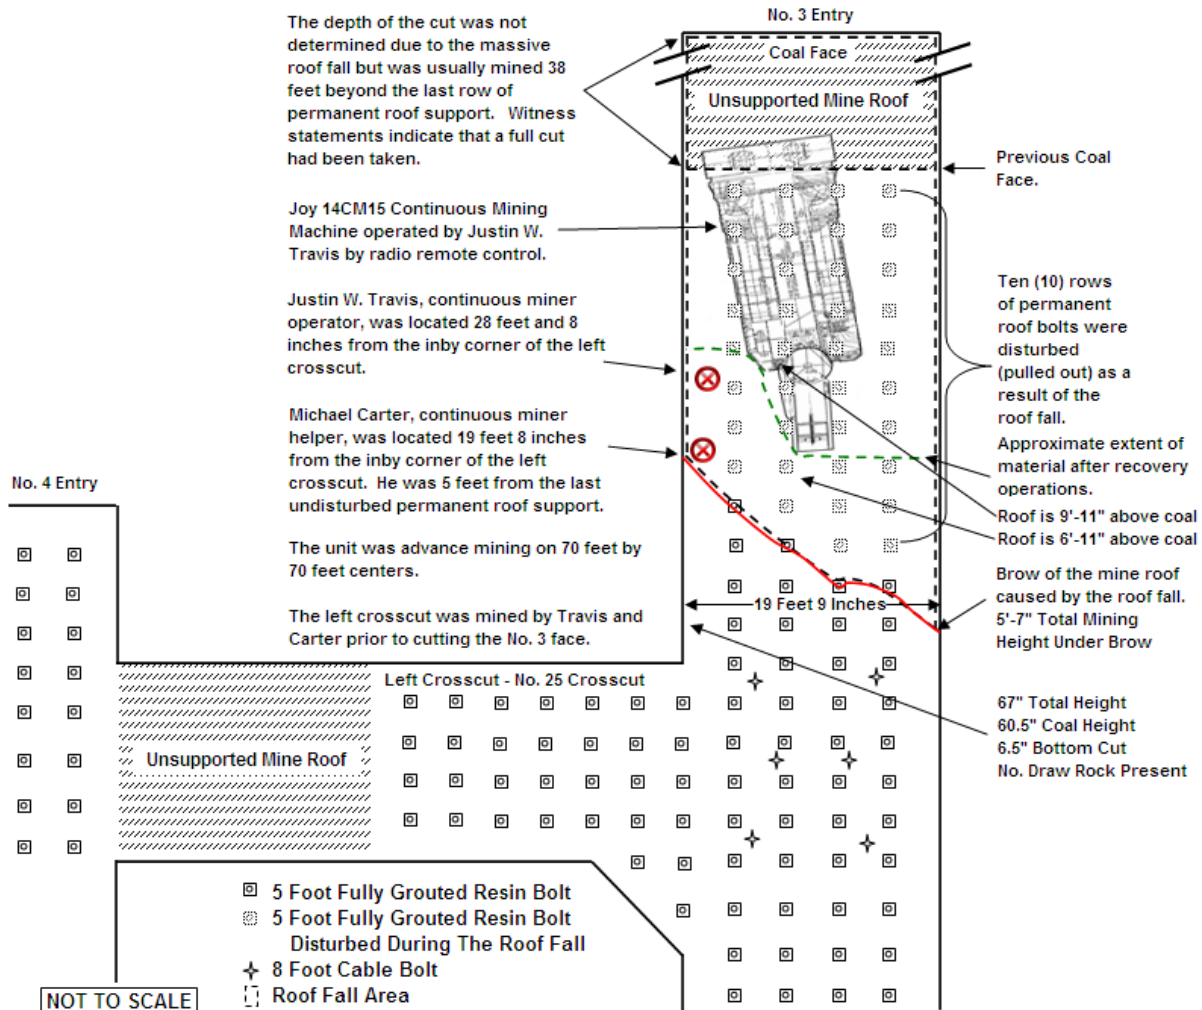 No. 3 Entry
The depth of the cut was not
determined due to the massive
roof fall but was usually mined 38
feet beyond the last row of
permanent roof support. Witness
statements indicate that a full cut
had been taken.
Coal Face
Unsupported Mine Roof
Previous Coal
Face.
Joy 14CM15 Continuous Mining
Machine operated by Justin W.
Travis by radio remote control.
Justin W. Travis, continuous miner
operator, was located 28 feet and 8
inches from the inby corner of the left
crosscut.
Ten (10) rows
of permanent
roof bolts were
disturbed
(pulled out) as a
result of the
roof fall.
Michael Carter, continuous miner
helper, was located 19 feet 8 inches
from the inby corner of the left
crosscut. He was 5 feet from the last
undisturbed permanent roof support.
Approximate extent of
material after recovery
operations.
Roof is 9'-11" above coal
Roof is 6'-11" above coal
No. 4 Entry
The unit was advance mining on 70 feet by
70 feet centers.
Brow of the mine roof
caused by the roof fall.
5'-7" Total Mining
Height Under Brow
19 Feet 9 Inches
The left crosscut was mined by Travis and
Carter prior to cutting the No. 3 face.
Left Crosscut - No. 25 Crosscut
67" Total Height
60.5" Coal Height
6.5" Bottom Cut
No. Draw Rock Present
Unsupported Mine Roof
5 Foot Fully Grouted Resin Bolt
5 Foot Fully Grouted Resin Bolt
Disturbed During The Roof Fall
8 Foot Cable Bolt
Roof Fall Area
NOT TO SCALE